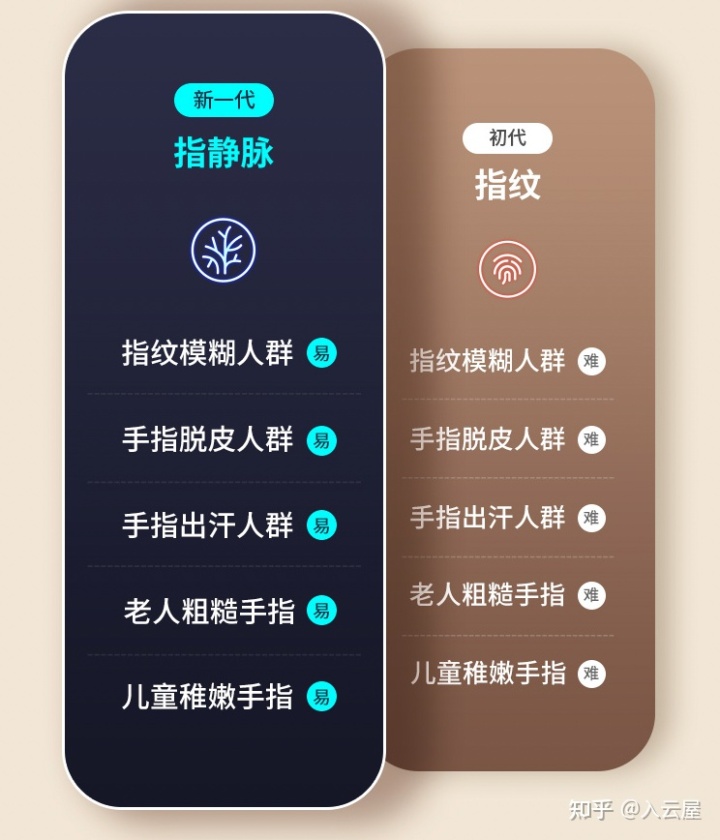 新一代
指静脉
指纹模糊人群 易
手指脱皮人群 易
手指出汗人群 易
老人粗糙手指 易
儿童稚嫩手指 易
初代
指纹
指纹模糊人群 难
手指脱皮人群 难
手指出汗人群 难
老人粗糙手指 难
儿童稚嫩手指 难
知乎 @入云屋